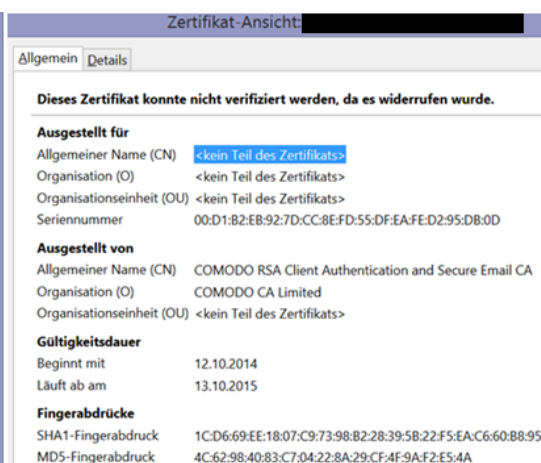 Zertifikat-Ansicht:
Allgemein Details
Dieses Zertifikat konnte nicht verifiziert werden, da es widerrufen wurde.
Ausgestellt für
Allgemeiner Name (CN) <kein Teil des Zertifikats>
Organisation (O) <kein Teil des Zertifikats>
Organisationseinheit (OU) <kein Teil des Zertifikats>
Seriennummer 00:D1:B2:EB:92:7D:CC:8E:FD:55:DF:EA:FE:D2:95:DB:0D
Ausgestellt von
Allgemeiner Name (CN) COMODO RSA Client Authentication and Secure Email CA
Organisation (O) COMODO CA Limited
Organisationseinheit (OU) <kein Teil des Zertifikats>
Gültigkeitsdauer
Beginnt mit 12.10.2014
Läuft ab am 13.10.2015
Fingerabdrücke
SHA1-Fingerabdruck 1C:D6:69:EE:18:07:C9:73:98:B2:28:39:5B:22:F5:EA:C6:60:B8:95
MD5-Fingerabdruck 4C:62:98:40:83:C7:04:22:8A:29:CF:4F:9A:F2:E5:4A